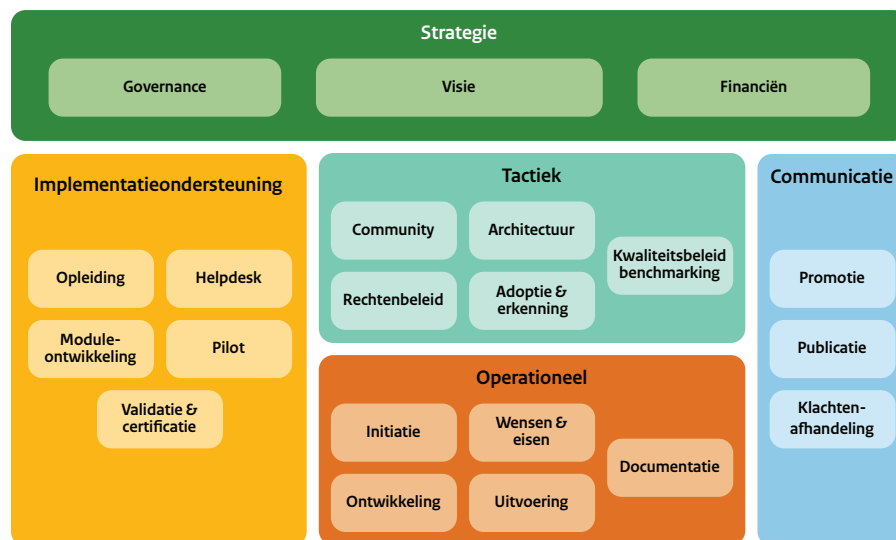 Strategie
Governance
Visie
Financiën
Implementatieondersteuning
Opleiding
Helpdesk
Module-
ontwikkeling
Pilot
Validatie &
certificatie
Tactiek
Community
Architectuur
Kwaliteitsbeleid
benchmarking
Rechtenbeleid
Adoptie &
erkenning
Operationeel
Initiatie
Wensen &
eisen
Documentatie
Ontwikkeling
Uitvoering
Communicatie
Promotie
Publicatie
Klachten-
afhandeling